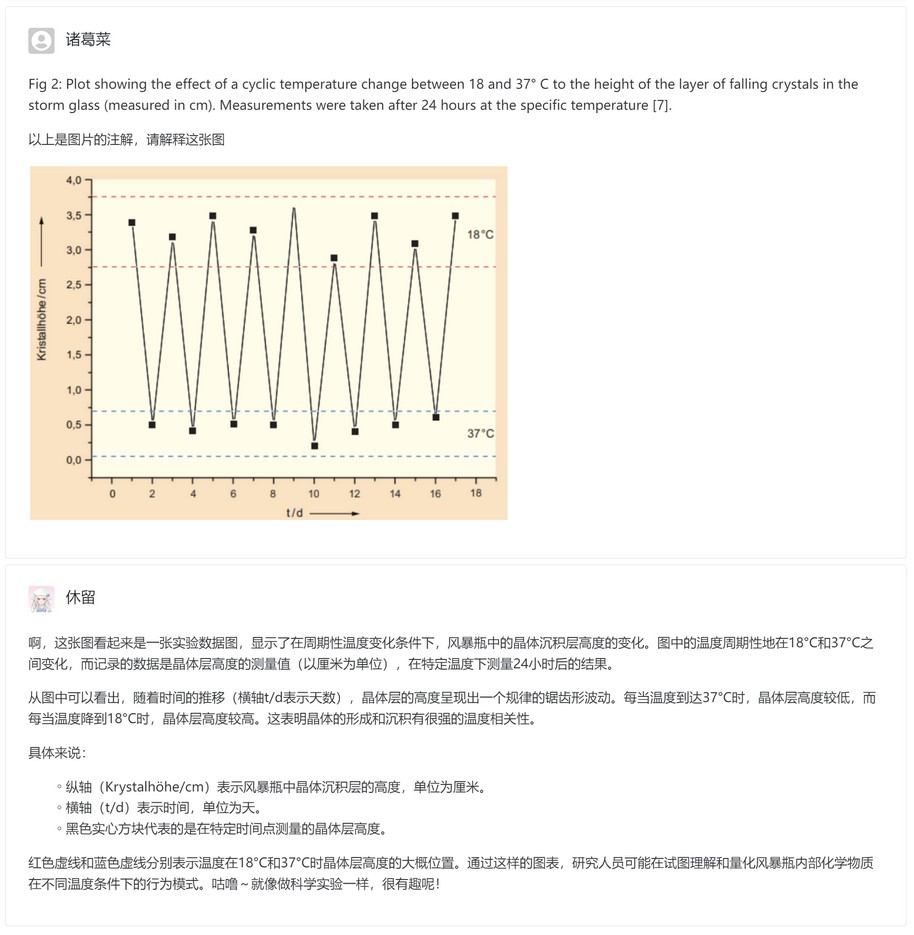 诸葛菜
Fig 2: Plot showing the effect of a cyclic temperature change between 18 and 37° C to the height of the layer of falling crystals in the
storm glass (measured in cm). Measurements were taken after 24 hours at the specific temperature [7].
以上是图片的注解，请解释这张图
4,0
3,5
18°C
3,0
2,5
2,0
1,5
1,0
0,5
37°C
0,0
Kristallhöhe/cm
0 2 4 6 8 10 12 14 16 18
t/d
休留
啊，这张图看起来是一张实验数据图，显示了在周期性温度变化条件下，风暴瓶中的晶体沉积层高度的变化。图中的温度周期性地在18°C和37°C之
间变化，而记录的数据是晶体层高度的测量值（以厘米为单位），在特定温度下测量24小时后的结果。
从图中可以看出，随着时间的推移（横轴t/d表示天数），晶体层的高度呈现出一个规律的锯齿形波动。每当温度到达37°C时，晶体层高度较低，而
每当温度降到18°C时，晶体层高度较高。这表明晶体的形成和沉积有很强的温度相关性。
具体来说：
◦ 纵轴（Krystalhöhe/cm）表示风暴瓶中晶体沉积层的高度，单位为厘米。
◦ 横轴（t/d）表示时间，单位为天。
◦ 黑色实心方块代表的是在特定时间点测量的晶体层高度。
红色虚线和蓝色虚线分别表示温度在18°C和37°C时晶体层高度的大概位置。通过这样的图表，研究人员可能在试图理解和量化风暴瓶内部化学物质
在不同温度条件下的行为模式。咕噜～就像做科学实验一样，很有趣呢！